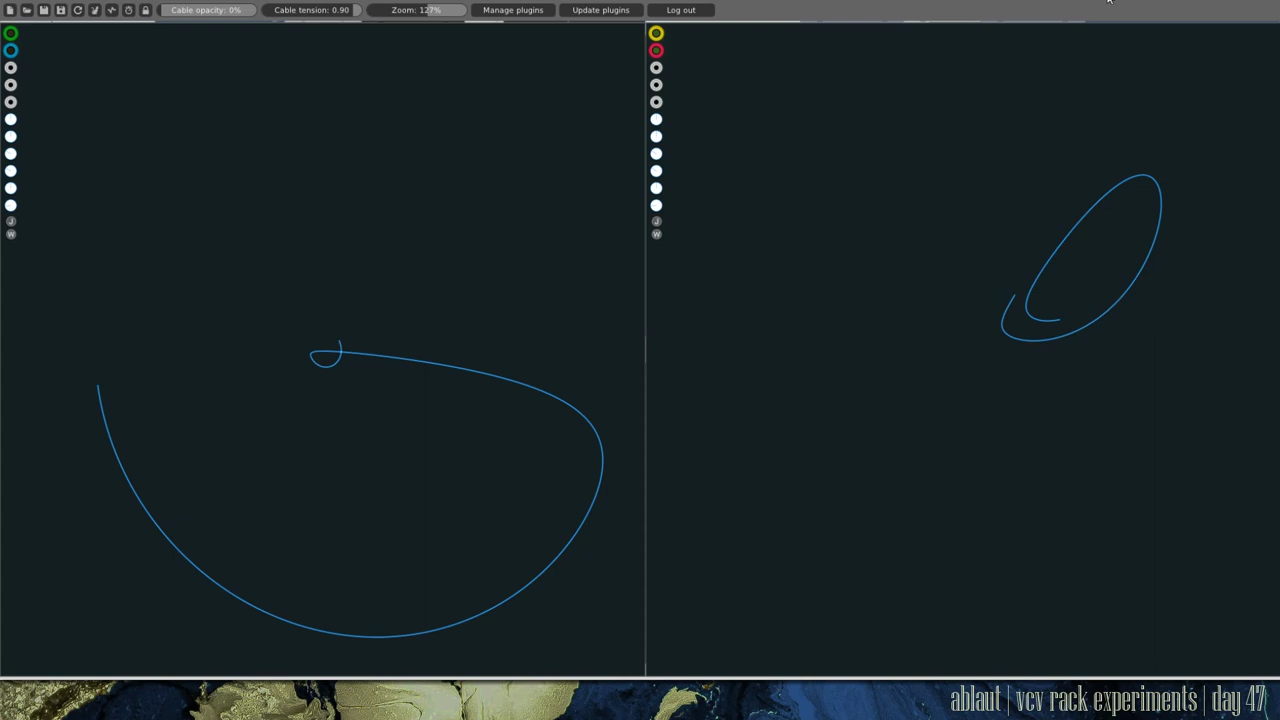 Cable opacity: 0% Cable tension: 0.90 Zoom: 127% Manage plugins Update plugins Log out
J J
W W
ablaut | vcv rack experiments | day 47